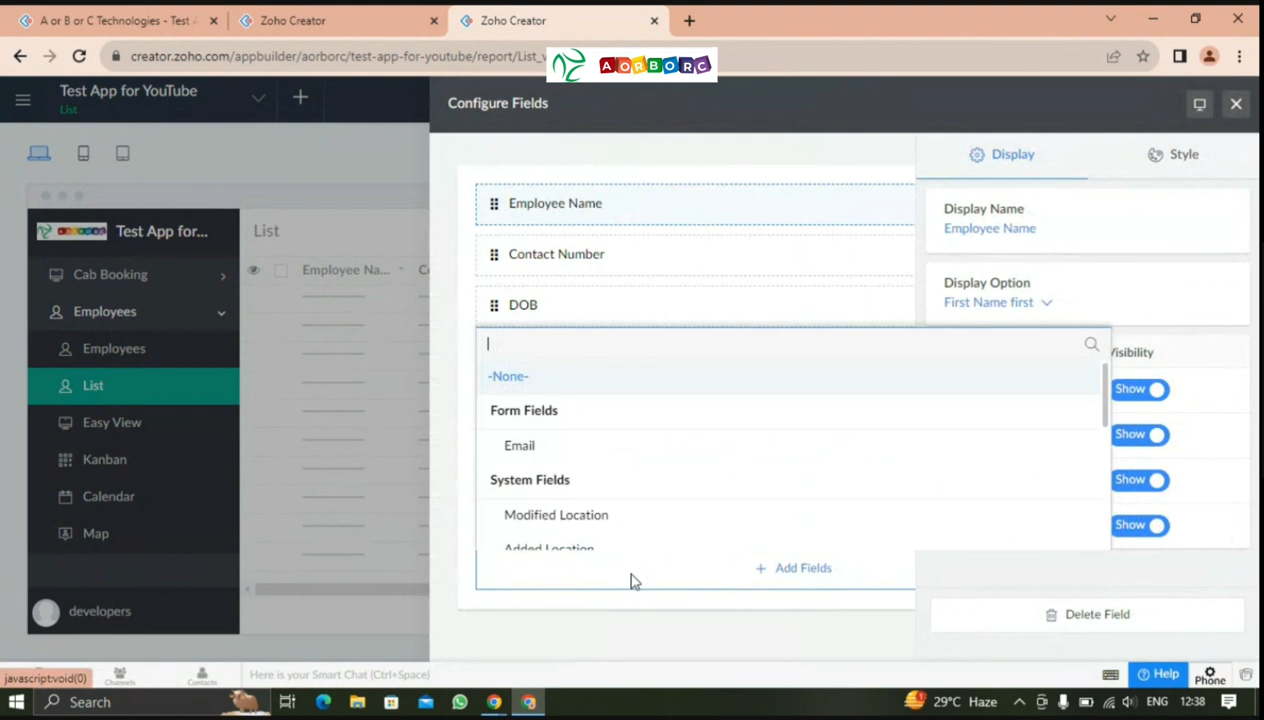 A or B or C Technologies - Test A
Zoho Creator
Zoho Creator
creator.zoho.com/appbuilder/aorborc/test-app-for-youtube/report/List_
AORBORC
Test App for YouTube
List
Configure Fields
Display
Style
Employee Name
Display Name
Employee Name
Contact Number
Display Option
First Name first
DOB
Test App for...
List
Cab Booking
Employee Na...
Employees
Employees
List
Easy View
Kanban
Calendar
Map
developers
-None-
Form Fields
Email
System Fields
Modified Location
Added Location
Add Fields
Visibility
Show
Show
Show
Show
Delete Field
javascript:void(0)
Channels
Contacts
Here is your Smart Chat (Ctrl+Space)
Help
Phone
Search
29°C Haze
ENG
12:38